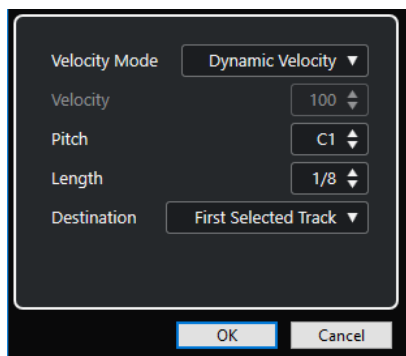 Velocity Mode Dynamic Velocity
Velocity 100
Pitch C1
Length 1/8
Destination First Selected Track
OK Cancel